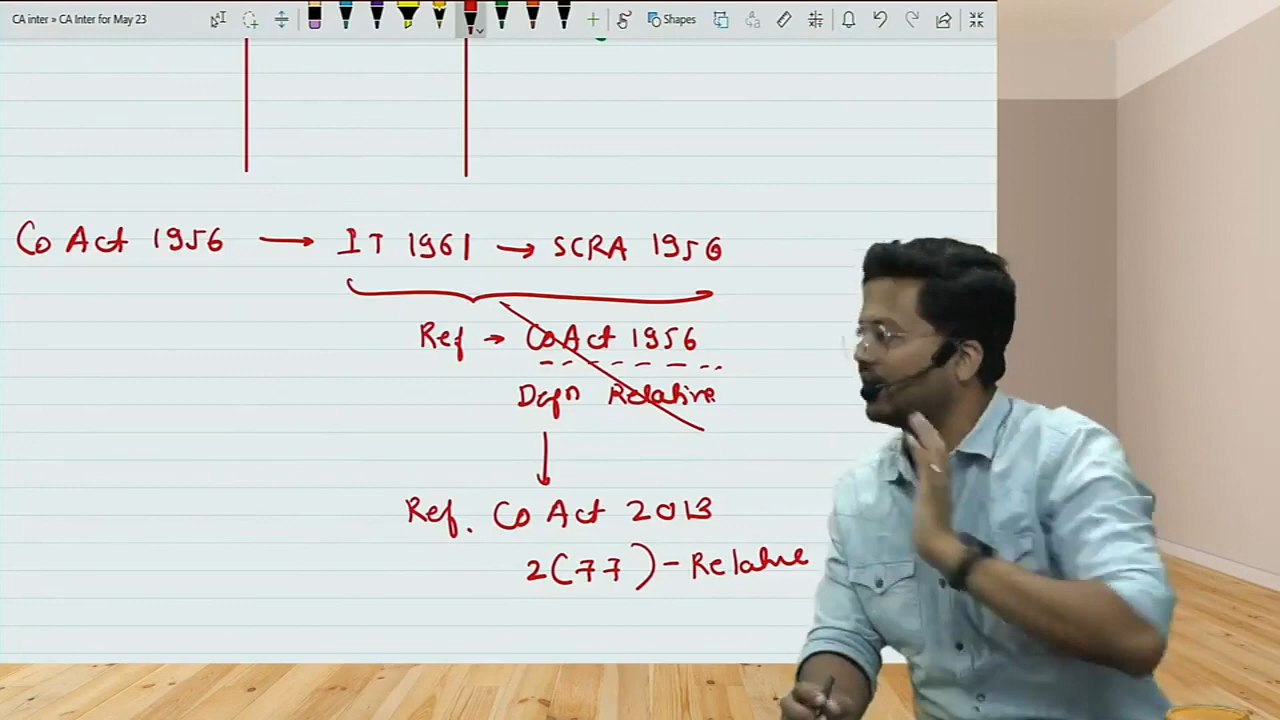 CA inter » CA Inter for May 23
Shapes
Co Act 1956 → IT 1961 → SCRA 1956
Ref → Co Act 1956
Defn Relative
Ref. Co Act 2013
2(77) - Relative